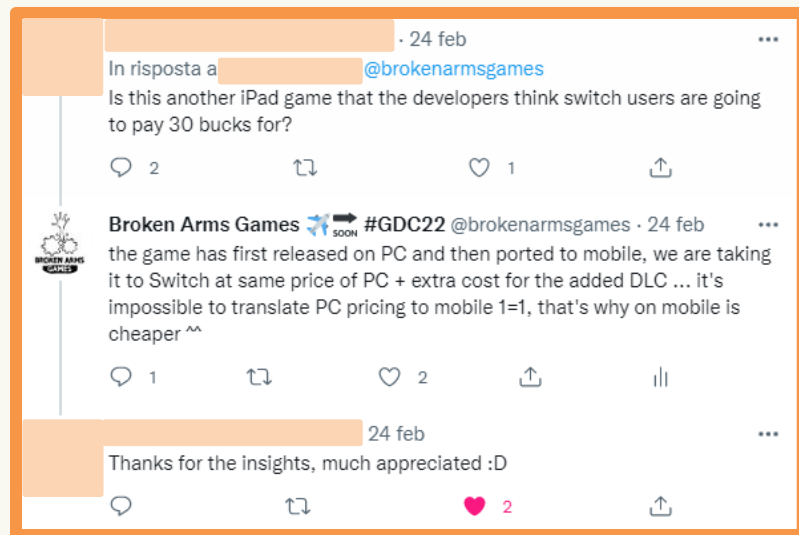 · 24 feb
In risposta a @brokenarmsgames
Is this another iPad game that the developers think switch users are going
to pay 30 bucks for?
2 1
BROKEN ARMS
GAMES
Broken Arms Games ✈️ SOON #GDC22 @brokenarmsgames · 24 feb
the game has first released on PC and then ported to mobile, we are taking
it to Switch at same price of PC + extra cost for the added DLC ... it's
impossible to translate PC pricing to mobile 1=1, that's why on mobile is
cheaper ^^
1 2
24 feb
Thanks for the insights, much appreciated :D
2